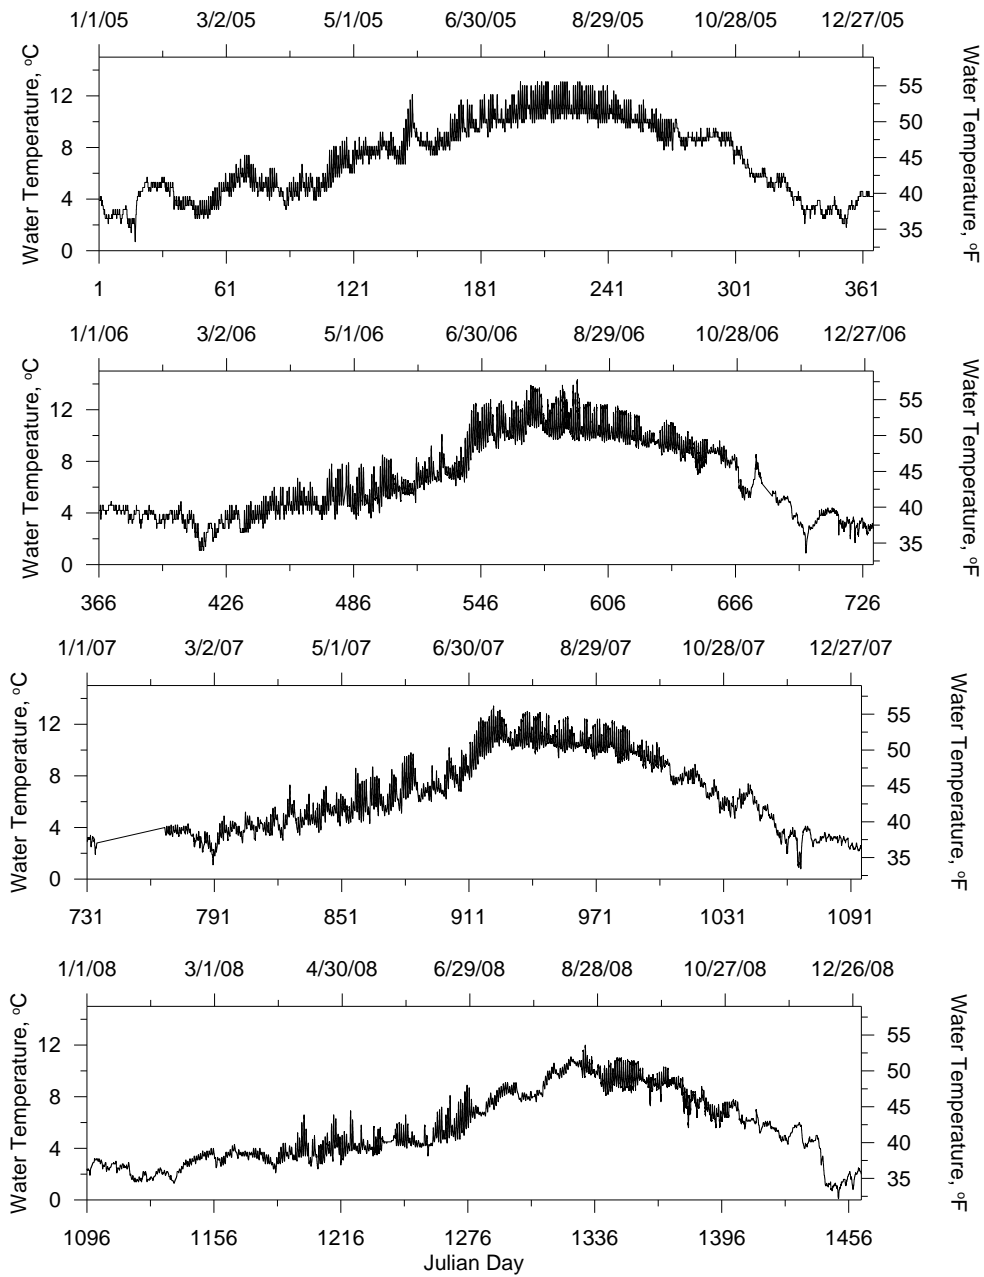 1/1/05 3/2/05 5/1/05 6/30/05 8/29/05 10/28/05 12/27/05
Water Temperature, °C
12
8
4
0
55
50
45
40
35
Water Temperature, °F
1 61 121 181 241 301 361
1/1/06 3/2/06 5/1/06 6/30/06 8/29/06 10/28/06 12/27/06
Water Temperature, °C
12
8
4
0
55
50
45
40
35
Water Temperature, °F
366 426 486 546 606 666 726
1/1/07 3/2/07 5/1/07 6/30/07 8/29/07 10/28/07 12/27/07
Water Temperature, °C
12
8
4
0
55
50
45
40
35
Water Temperature, °F
731 791 851 911 971 1031 1091
1/1/08 3/1/08 4/30/08 6/29/08 8/28/08 10/27/08 12/26/08
Water Temperature, °C
12
8
4
0
55
50
45
40
35
Water Temperature, °F
1096 1156 1216 1276 1336 1396 1456
Julian Day